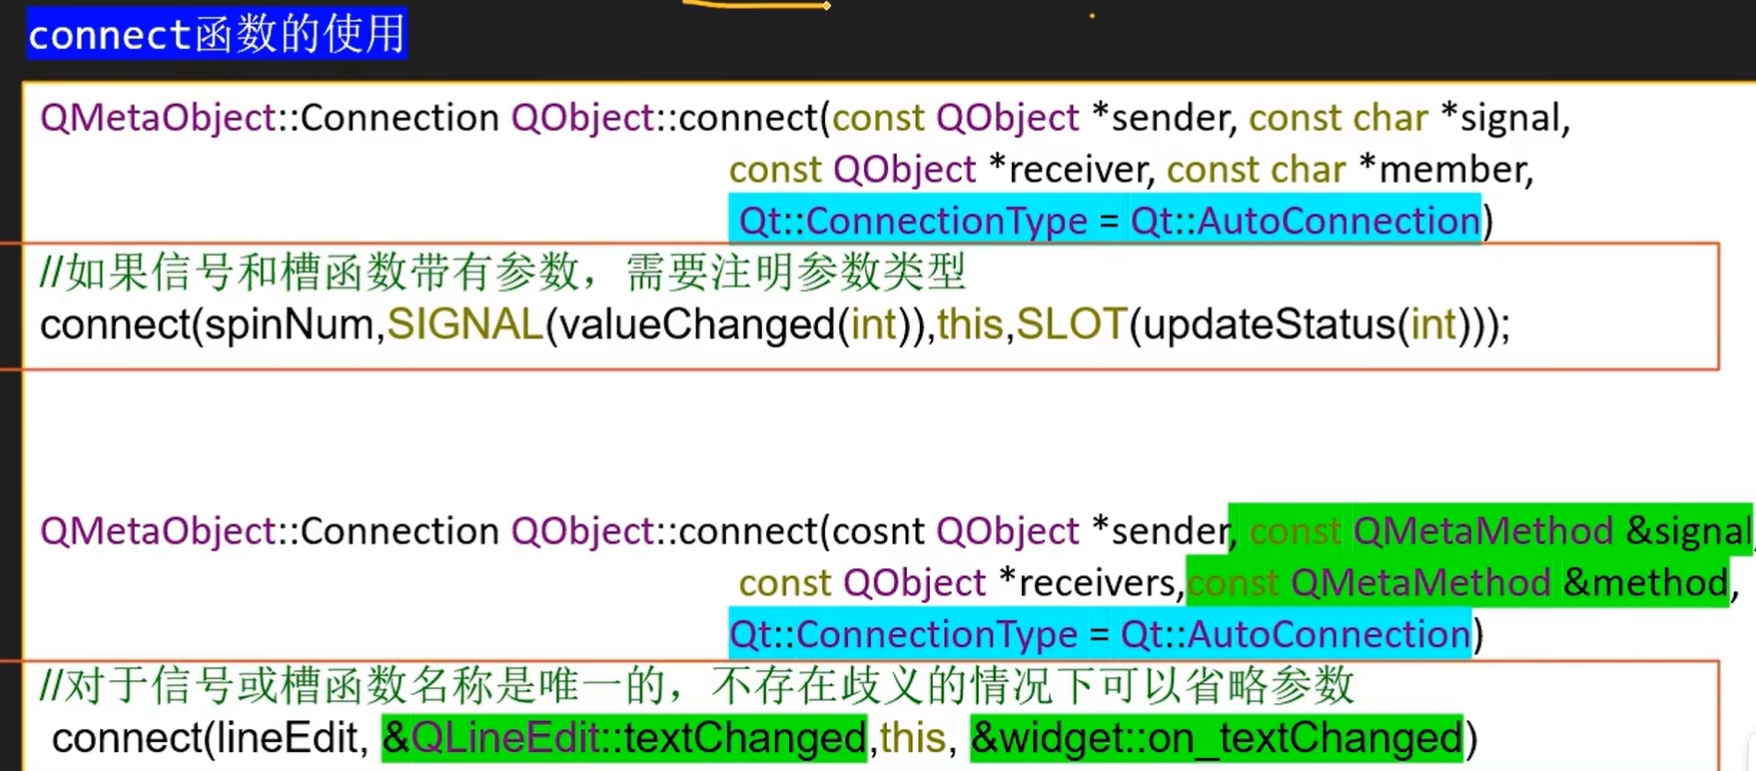 connect函数的使用
QMetaObject::Connection QObject::connect(const QObject *sender, const char *signal,
const QObject *receiver, const char *member,
Qt::ConnectionType = Qt::AutoConnection)
//如果信号和槽函数带有参数，需要注明参数类型
connect(spinNum,SIGNAL(valueChanged(int)),this,SLOT(updateStatus(int)));
QMetaObject::Connection QObject::connect(cosnt QObject *sender, const QMetaMethod &signal,
const QObject *receivers,const QMetaMethod &method,
Qt::ConnectionType = Qt::AutoConnection)
//对于信号或槽函数名称是唯一的，不存在歧义的情况下可以省略参数
connect(lineEdit, &QLineEdit::textChanged,this, &widget::on_textChanged)